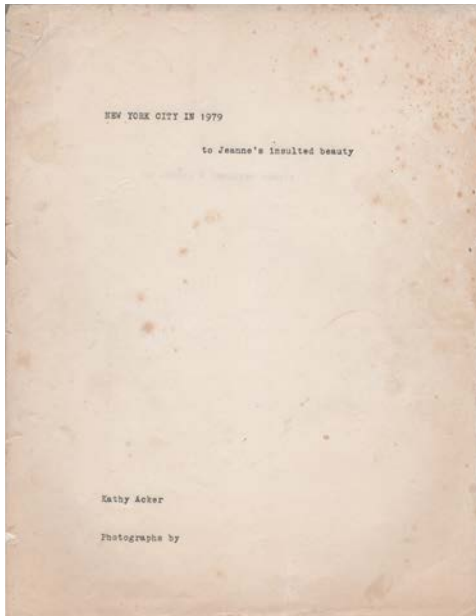 NEW YORK CITY IN 1979
to Jeanne's insulted beauty
Kathy Acker
Photographs by